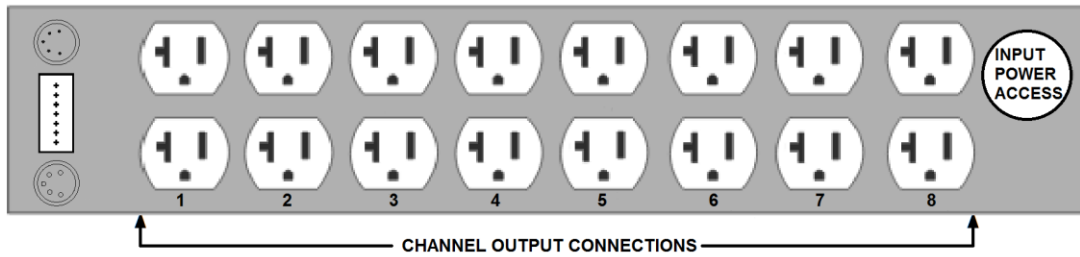 INPUT
POWER
ACCESS
1 2 3 4 5 6 7 8
CHANNEL OUTPUT CONNECTIONS